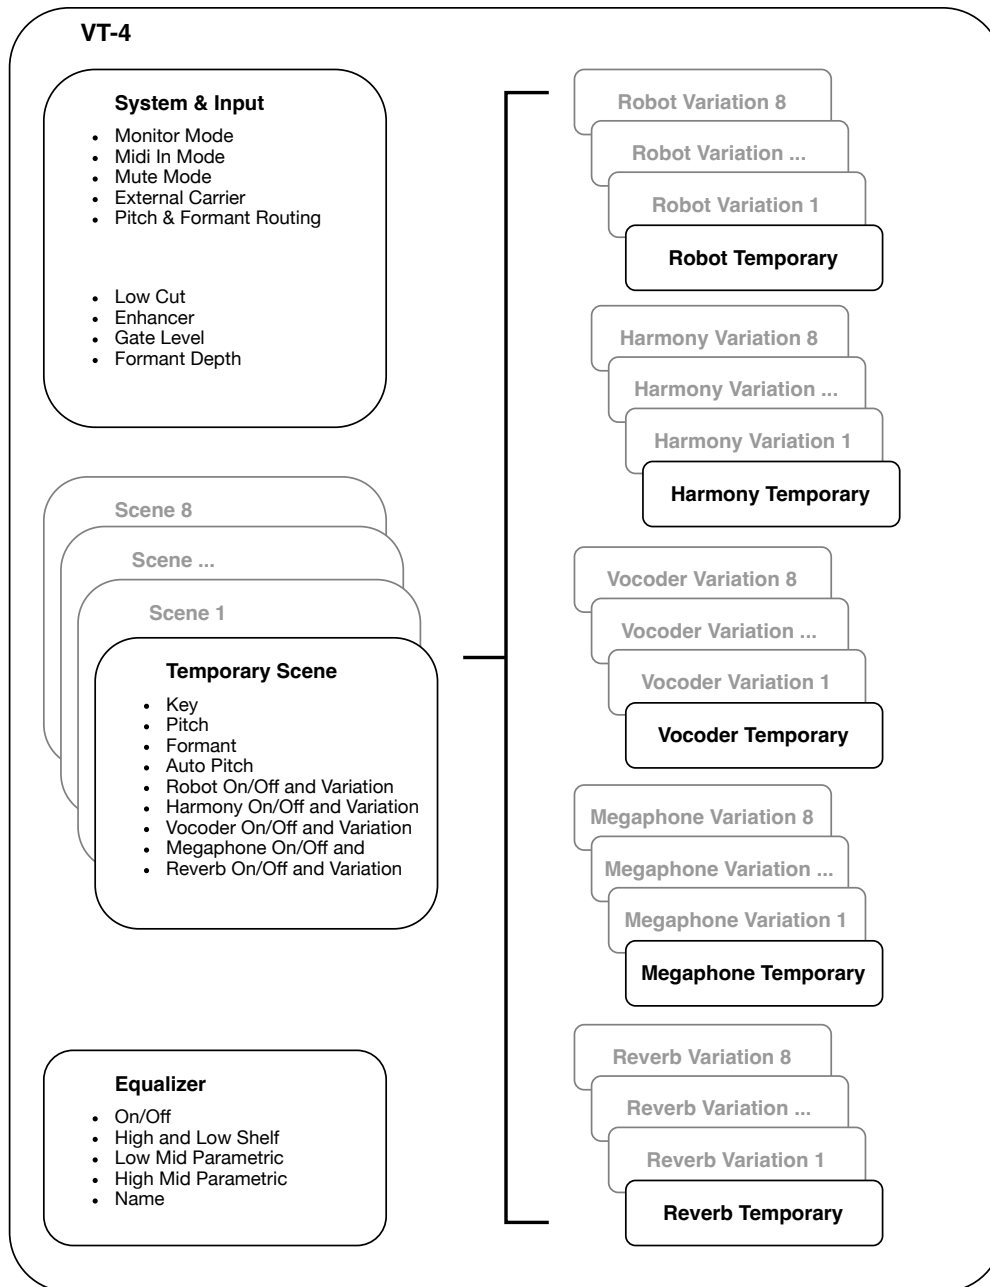 VT-4
System & Input
• Monitor Mode
• Midi In Mode
• Mute Mode
• External Carrier
• Pitch & Formant Routing
• Low Cut
• Enhancer
• Gate Level
• Formant Depth
Scene 8
Scene ...
Scene 1
Temporary Scene
• Key
• Pitch
• Formant
• Auto Pitch
• Robot On/Off and Variation
• Harmony On/Off and Variation
• Vocoder On/Off and Variation
• Megaphone On/Off and
• Reverb On/Off and Variation
Equalizer
• On/Off
• High and Low Shelf
• Low Mid Parametric
• High Mid Parametric
• Name
Robot Variation 8
Robot Variation ...
Robot Variation 1
Robot Temporary
Harmony Variation 8
Harmony Variation ...
Harmony Variation 1
Harmony Temporary
Vocoder Variation 8
Vocoder Variation ...
Vocoder Variation 1
Vocoder Temporary
Megaphone Variation 8
Megaphone Variation ...
Megaphone Variation 1
Megaphone Temporary
Reverb Variation 8
Reverb Variation ...
Reverb Variation 1
Reverb Temporary